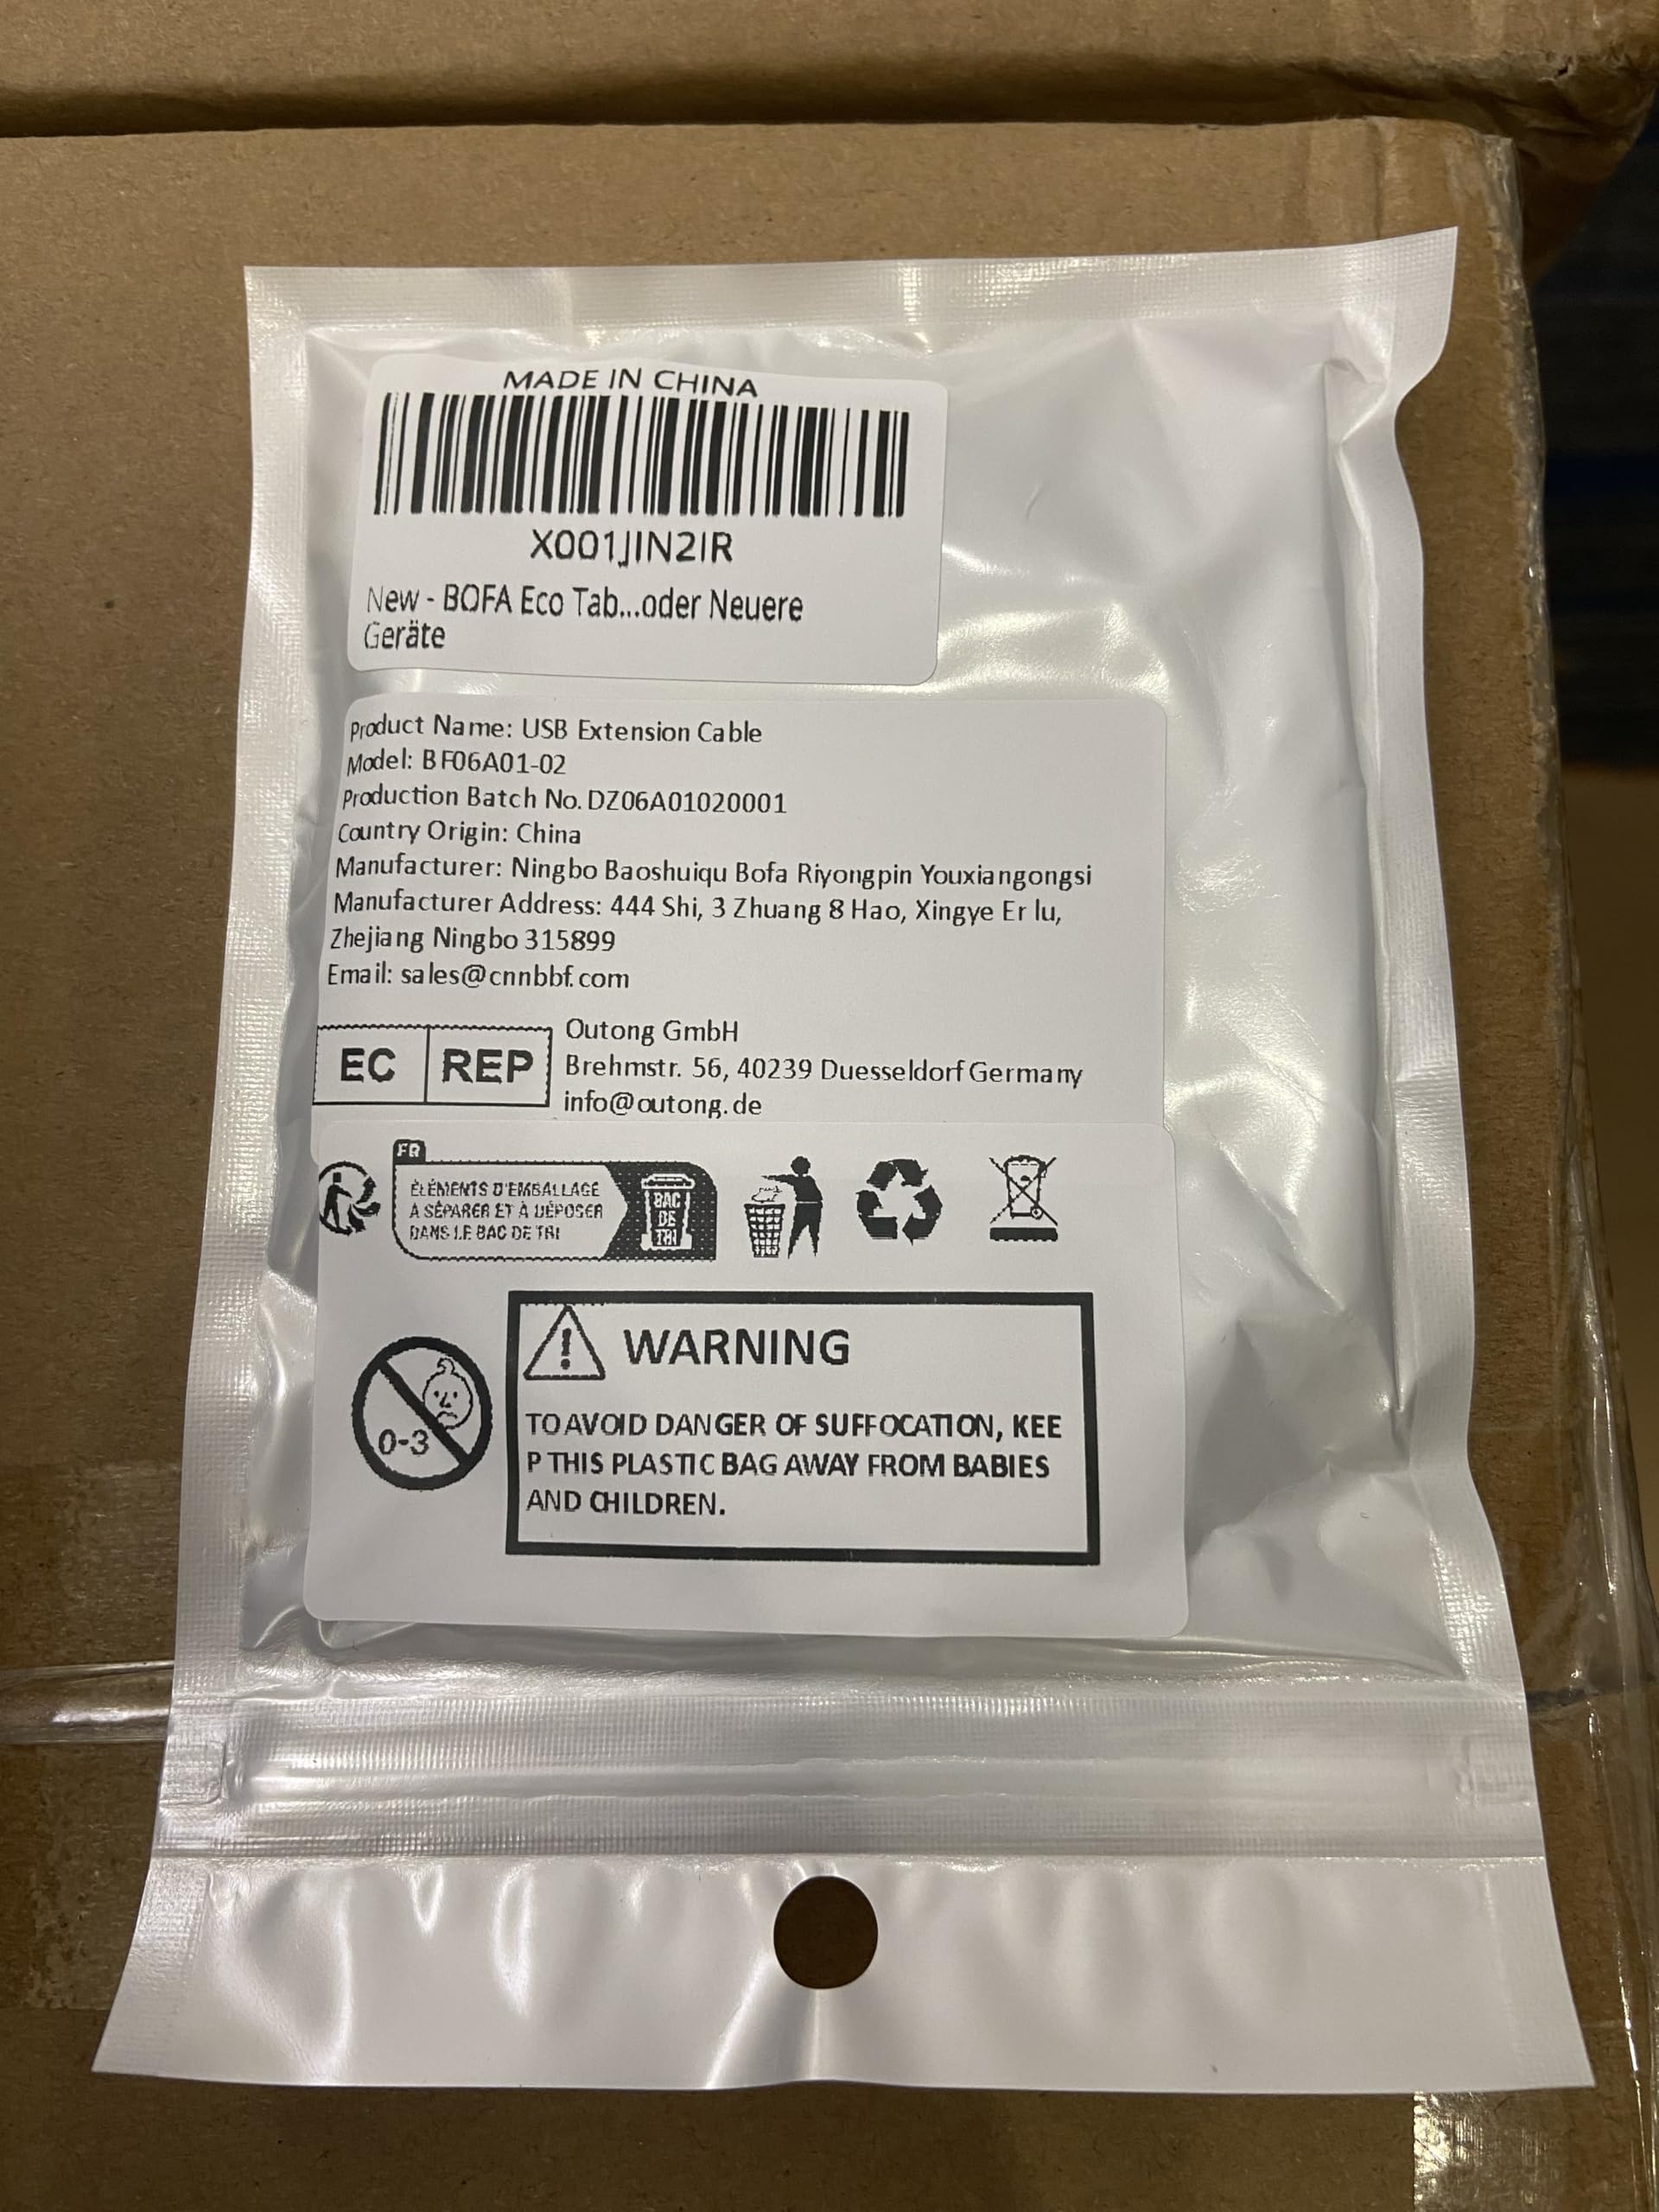 MADE IN CHINA
X001JIN2IR
New - BOFA Eco Tab...oder Neuere
Geräte
Product Name: USB Extension Cable
Model: BF06A01-02
Production Batch No. DZ06A01020001
Country Origin: China
Manufacturer: Ningbo Baoshuiqu Bofa Riyongpin Youxiangongsi
Manufacturer Address: 444 Shi, 3 Zhuang 8 Hao, Xingye Er lu,
Zhejiang Ningbo 315899
Email: sales@cnnbbf.com
EC REP
Outong GmbH
Brehmstr. 56, 40239 Duesseldorf Germany
info@outong.de
FR
ÉLÉMENTS D'EMBALLAGE
À SÉPARER ET À DÉPOSER
DANS LE BAC DE TRI
BAC
DE
TRI
WARNING
0-3
TO AVOID DANGER OF SUFFOCATION, KEE
P THIS PLASTIC BAG AWAY FROM BABIES
AND CHILDREN.